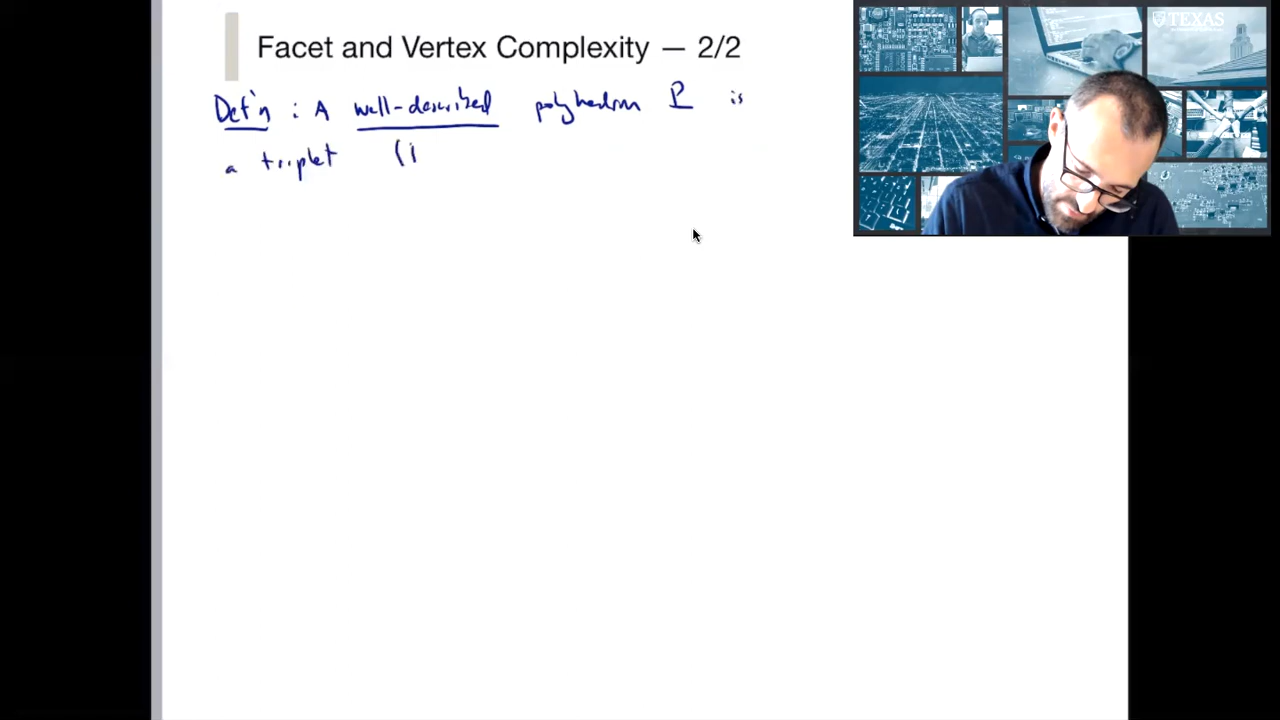 Facet and Vertex Complexity — 2/2
Def'n : A well-described polyhedron P is
a triplet (i
TEXAS